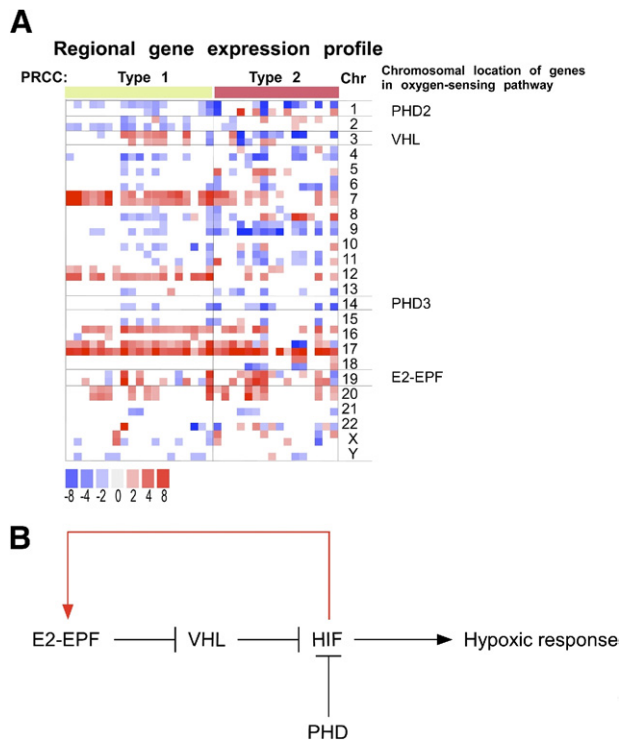 A
Regional gene expression profile
PRCC: Type 1 Type 2 Chr
Chromosomal location of genes
in oxygen-sensing pathway
1 PHD2
2
3 VHL
4
5
6
7
8
9
10
11
12
13
14 PHD3
15
16
17
18
19 E2-EPF
20
21
22
X
Y
-8 -4 -2 0 2 4 8
B
E2-EPF VHL HIF Hypoxic response
PHD